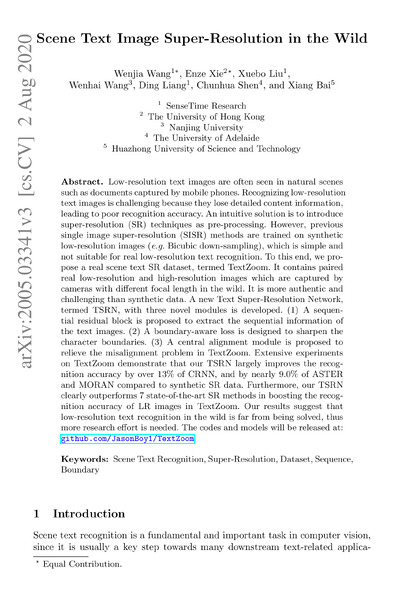 Scene Text Image Super-Resolution in the Wild
Wenjia Wang1⋆, Enze Xie2⋆, Xuebo Liu1,
Wenhai Wang3, Ding Liang1, Chunhua Shen4, and Xiang Bai5
1 SenseTime Research
2 The University of Hong Kong
3 Nanjing University
4 The University of Adelaide
5 Huazhong University of Science and Technology
arXiv:2005.03341v3 [cs.CV] 2 Aug 2020
Abstract. Low-resolution text images are often seen in natural scenes
such as documents captured by mobile phones. Recognizing low-resolution
text images is challenging because they lose detailed content information,
leading to poor recognition accuracy. An intuitive solution is to introduce
super-resolution (SR) techniques as pre-processing. However, previous
single image super-resolution (SISR) methods are trained on synthetic
low-resolution images (e.g. Bicubic down-sampling), which is simple and
not suitable for real low-resolution text recognition. To this end, we pro-
pose a real scene text SR dataset, termed TextZoom. It contains paired
real low-resolution and high-resolution images which are captured by
cameras with different focal length in the wild. It is more authentic and
challenging than synthetic data. A new Text Super-Resolution Network,
termed TSRN, with three novel modules is developed. (1) A sequen-
tial residual block is proposed to extract the sequential information of
the text images. (2) A boundary-aware loss is designed to sharpen the
character boundaries. (3) A central alignment module is proposed to
relieve the misalignment problem in TextZoom. Extensive experiments
on TextZoom demonstrate that our TSRN largely improves the recogni-
tion accuracy by over 13% of CRNN, and by nearly 9.0% of ASTER
and MORAN compared to synthetic SR data. Furthermore, our TSRN
clearly outperforms 7 state-of-the-art SR methods in boosting the recog-
nition accuracy of LR images in TextZoom. Our results suggest that
low-resolution text recognition in the wild is far from being solved, thus
more research effort is needed. The codes and models will be released at:
github.com/JasonBoy1/TextZoom
Keywords: Scene Text Recognition, Super-Resolution, Dataset, Sequence,
Boundary
1 Introduction
Scene text recognition is a fundamental and important task in computer vision,
since it is usually a key step towards many downstream text-related applica-
⋆ Equal Contribution.